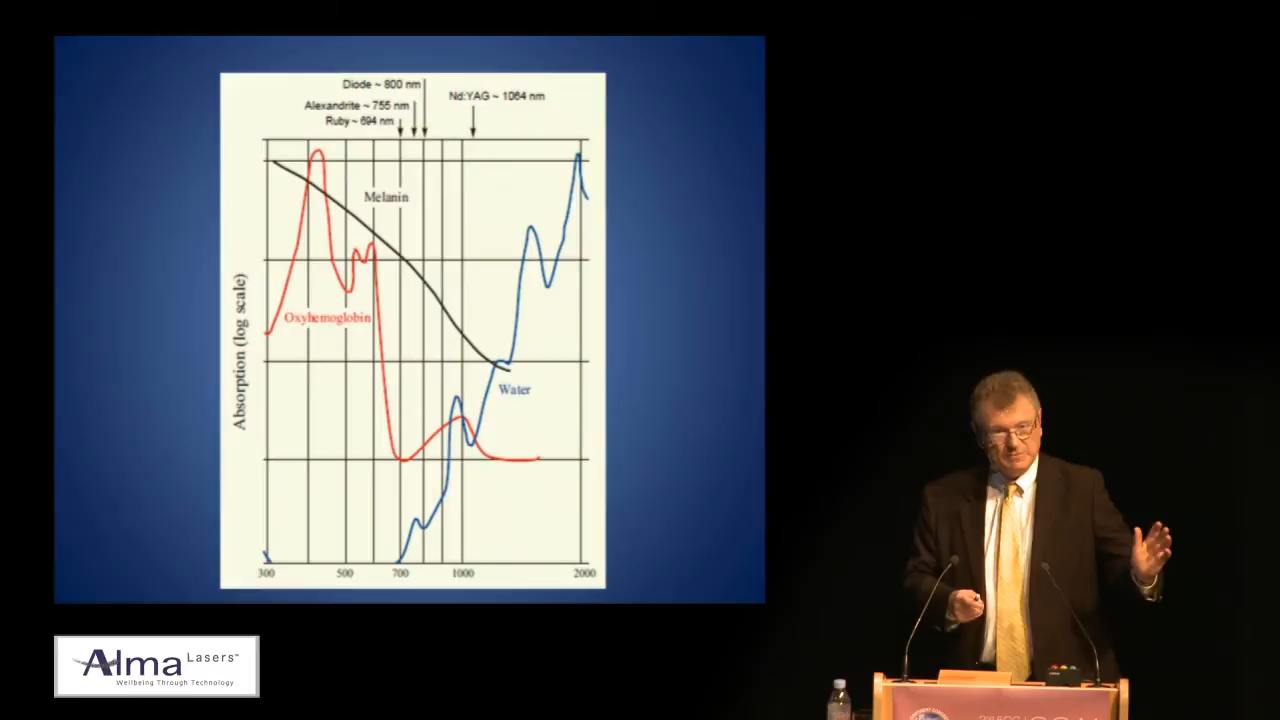 Diode ~ 800 nm
Nd:YAG ~ 1064 nm
Alexandrite ~ 755 nm
Ruby ~ 694 nm
Melanin
Oxyhemoglobin
Water
Absorption (log scale)
300 500 700 1000 2000
Alma Lasers™
Wellbeing Through Technology